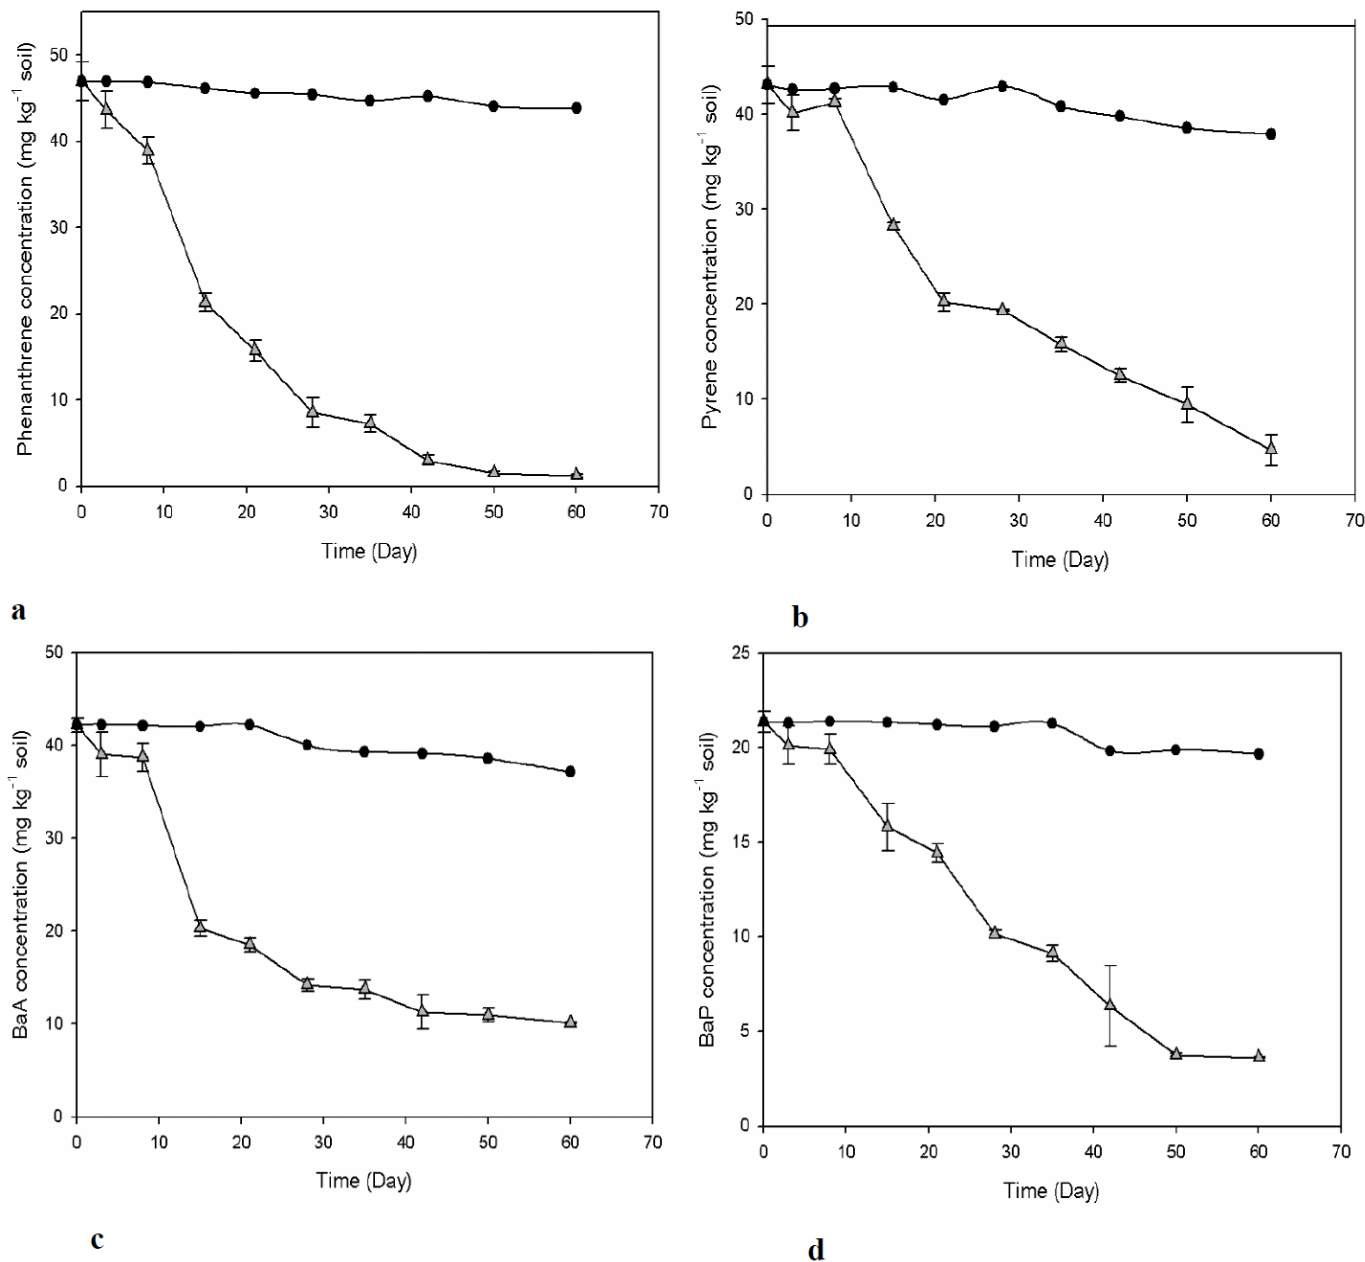 Phenanthrene concentration (mg kg⁻¹ soil)
50
40
30
20
10
0
0 10 20 30 40 50 60 70
Time (Day)
a
Pyrene concentration (mg kg⁻¹ soil)
50
40
30
20
10
0
0 10 20 30 40 50 60 70
Time (Day)
b
BaA concentration (mg kg⁻¹ soil)
50
40
30
20
10
0
0 10 20 30 40 50 60 70
Time (Day)
c
BaP concentration (mg kg⁻¹ soil)
25
20
15
10
5
0
0 10 20 30 40 50 60 70
Time (Day)
d